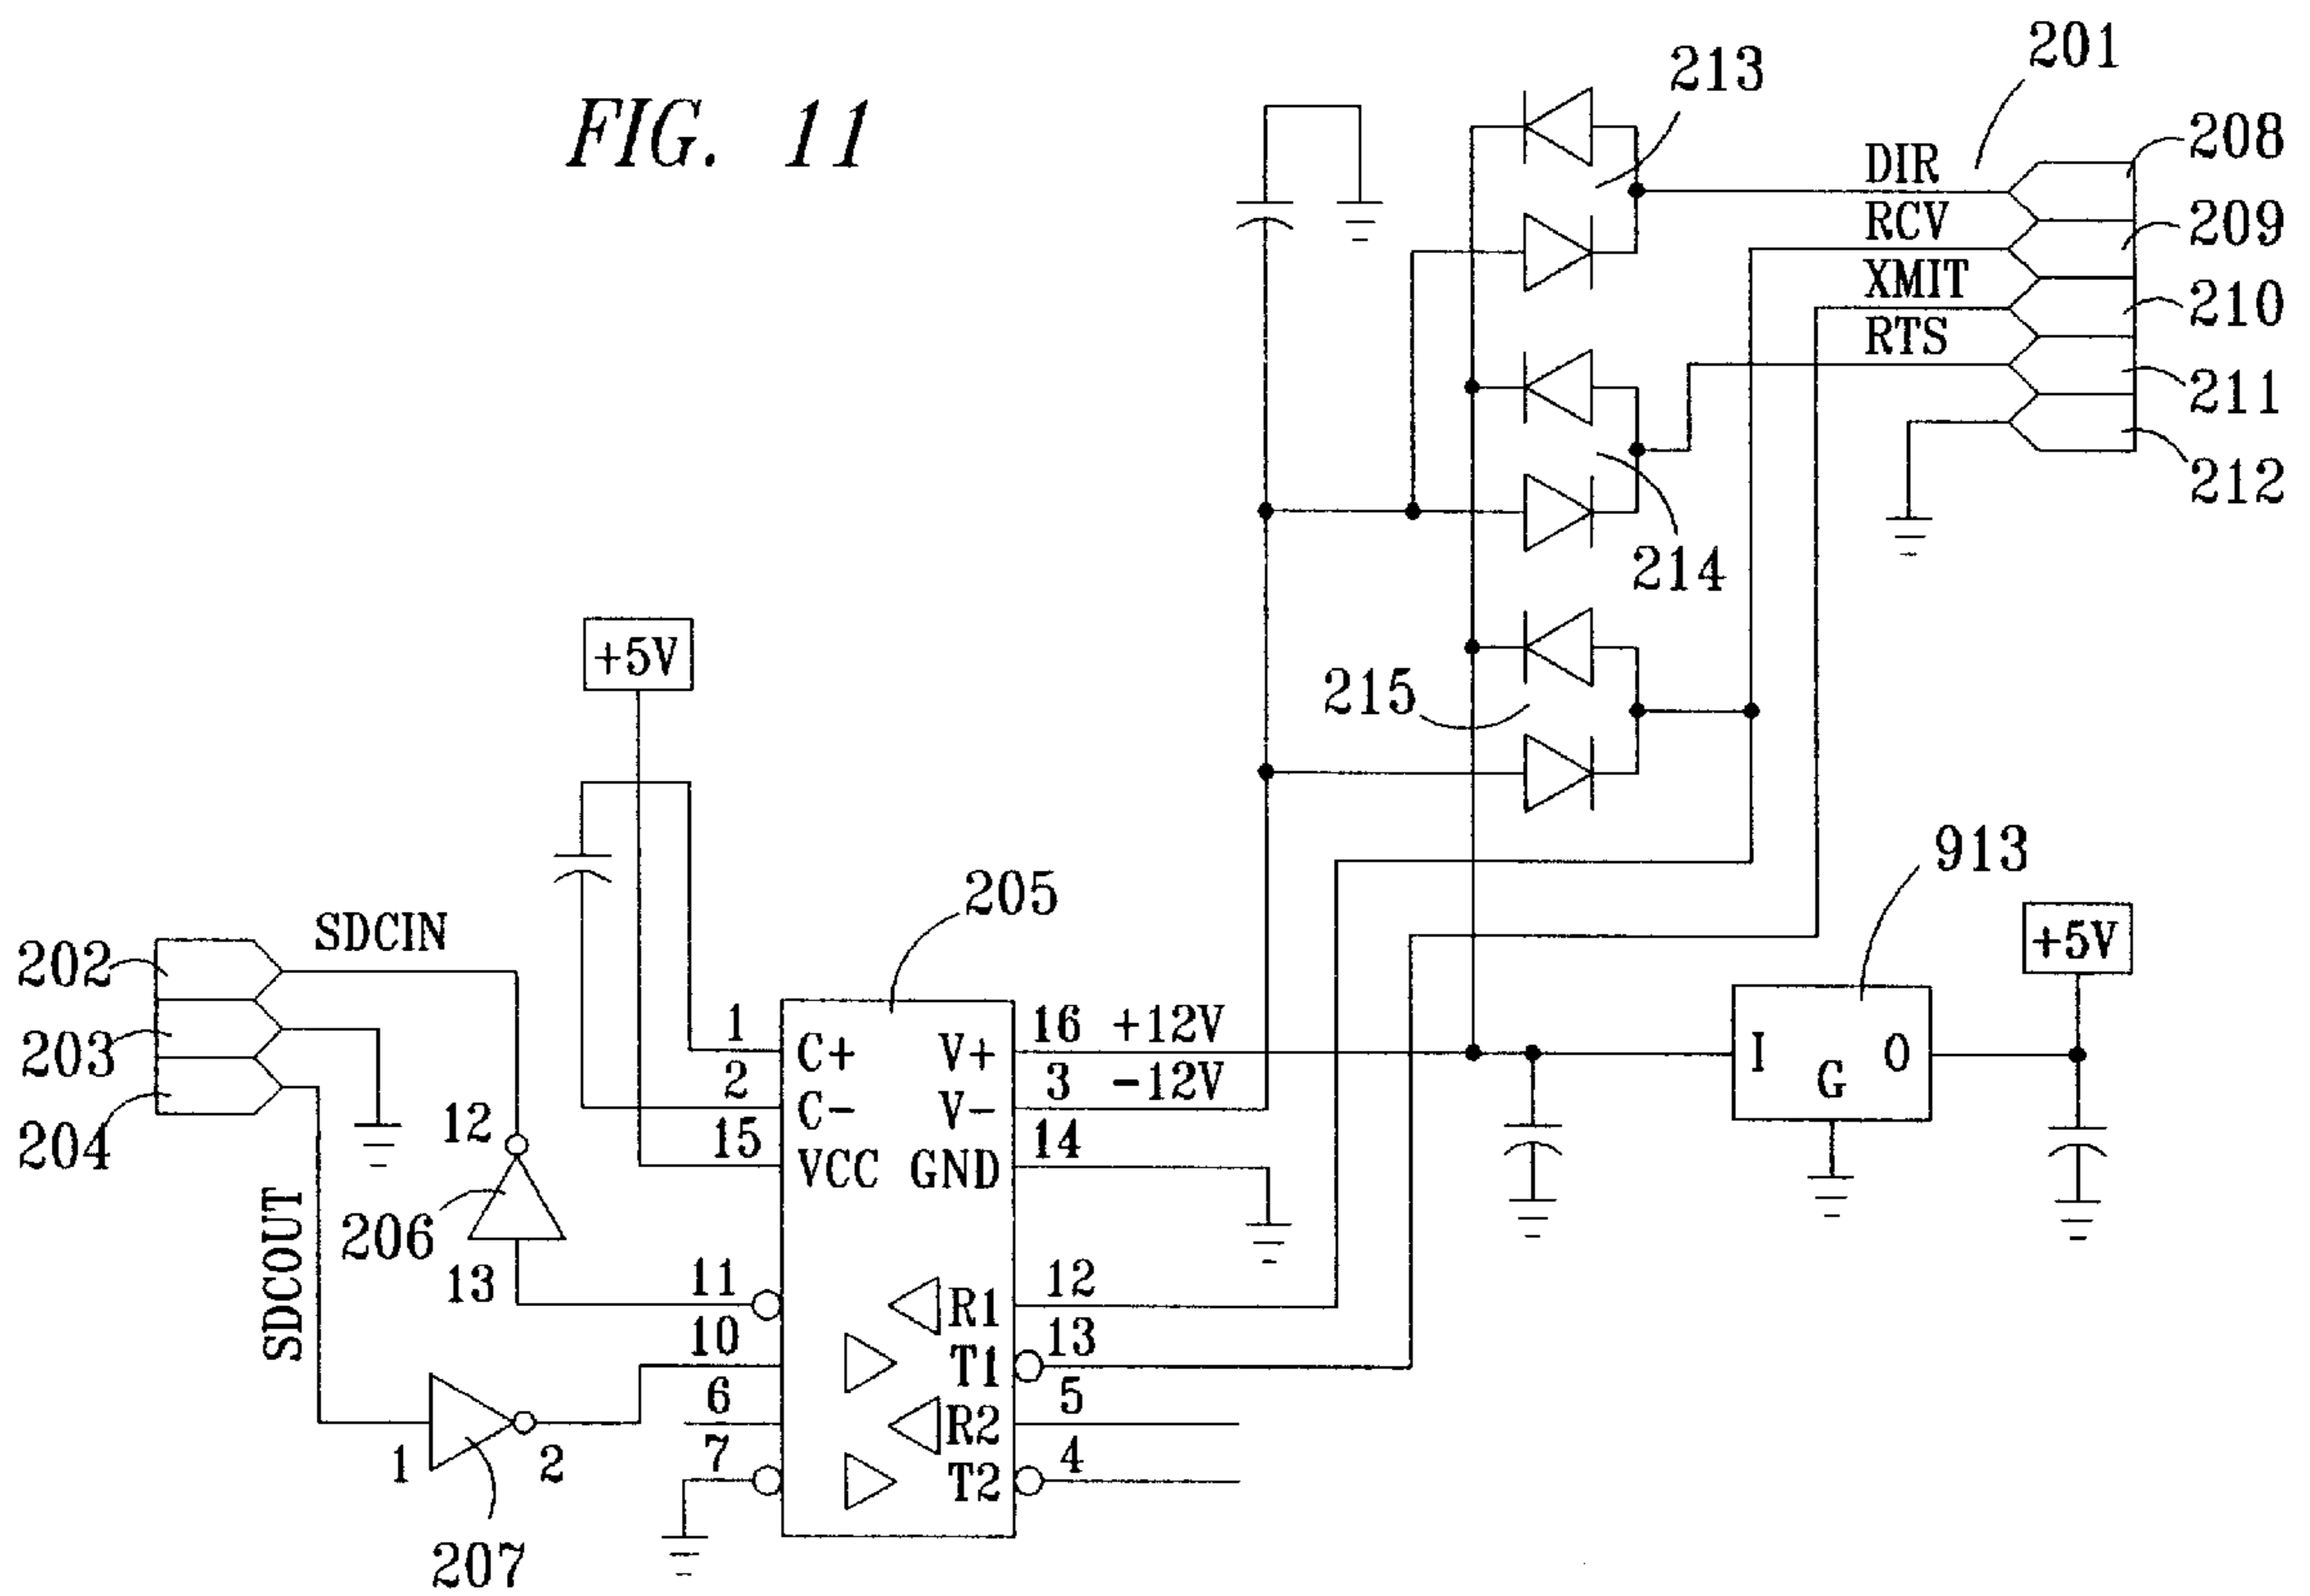 FIG. 11
213
201
208
DIR
RCV
209
XMIT
210
RTS
211
212
214
+5V
215
913
205
+5V
202
SDCIN
203
204
1
C+
V+
16
+12V
2
C-
V-
3
-12V
15
VCC
GND
14
I
G
O
12
206
13
SDCOUT
11
R1
12
10
T1
13
6
R2
5
7
T2
4
1
2
207